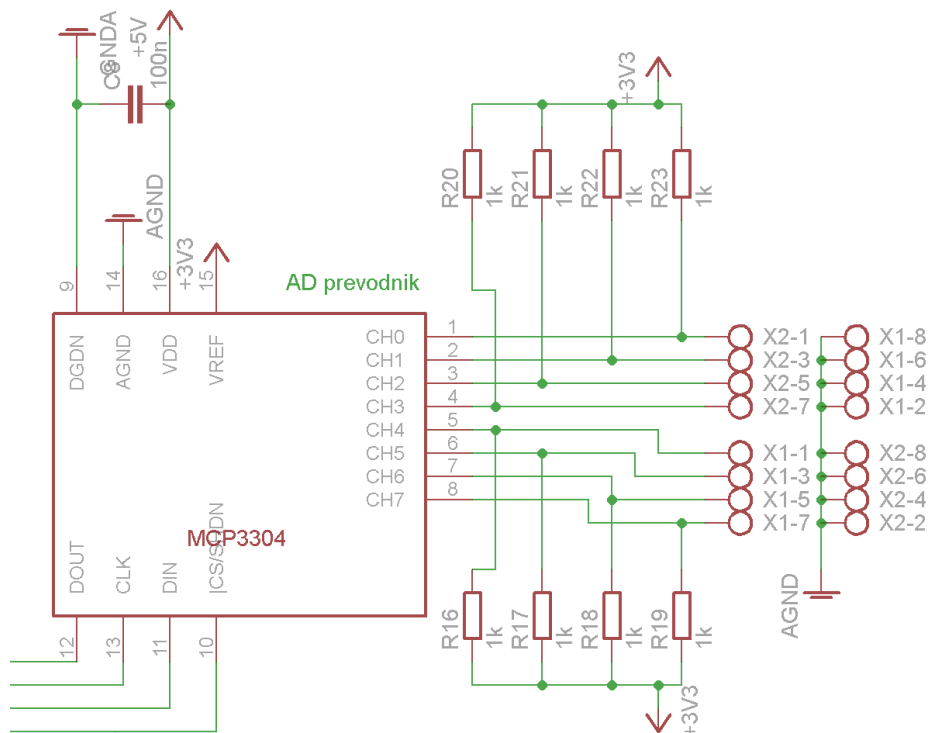 GNDA
C8
+5V
100n
+3V3
R20
1k
R21
1k
R22
1k
R23
1k
AGND
+3V3
9
14
16
15
AD prevodnik
DGDN
AGND
VDD
VREF
CH0
1
X2-1
X1-8
CH1
2
X2-3
X1-6
CH2
3
X2-5
X1-4
CH3
4
X2-7
X1-2
CH4
5
X1-1
X2-8
CH5
6
X1-3
X2-6
CH6
7
X1-5
X2-4
CH7
8
X1-7
X2-2
MCP3304
DOUT
CLK
DIN
|CS/SHDN
12
13
11
10
R16
1k
R17
1k
R18
1k
R19
1k
AGND
+3V3